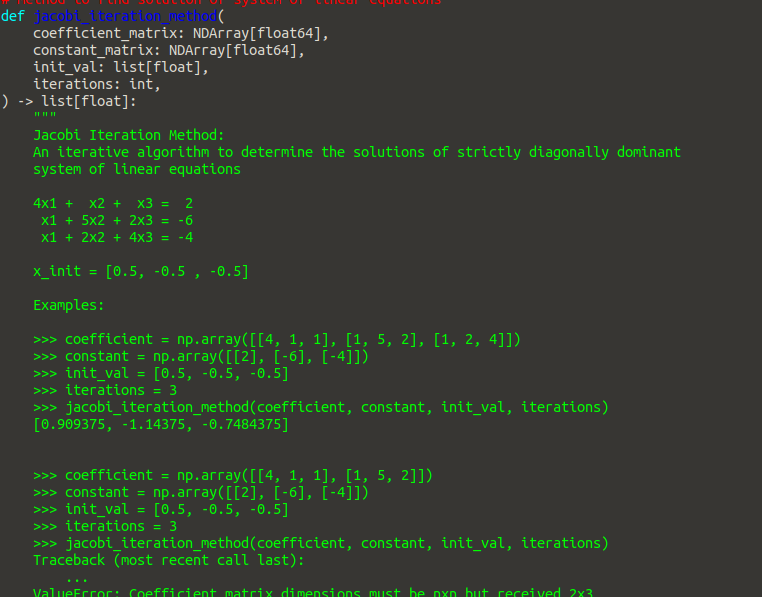 # Method to find solution of system of linear equations
def jacobi_iteration_method(
    coefficient_matrix: NDArray[float64],
    constant_matrix: NDArray[float64],
    init_val: list[float],
    iterations: int,
) -> list[float]:
    """
    Jacobi Iteration Method:
    An iterative algorithm to determine the solutions of strictly diagonally dominant
    system of linear equations

    4x1 +  x2 +  x3 =  2
     x1 + 5x2 + 2x3 = -6
     x1 + 2x2 + 4x3 = -4

    x_init = [0.5, -0.5 , -0.5]

    Examples:

    >>> coefficient = np.array([[4, 1, 1], [1, 5, 2], [1, 2, 4]])
    >>> constant = np.array([[2], [-6], [-4]])
    >>> init_val = [0.5, -0.5, -0.5]
    >>> iterations = 3
    >>> jacobi_iteration_method(coefficient, constant, init_val, iterations)
    [0.909375, -1.14375, -0.7484375]


    >>> coefficient = np.array([[4, 1, 1], [1, 5, 2]])
    >>> constant = np.array([[2], [-6], [-4]])
    >>> init_val = [0.5, -0.5, -0.5]
    >>> iterations = 3
    >>> jacobi_iteration_method(coefficient, constant, init_val, iterations)
    Traceback (most recent call last):
        ...
    ValueError: Coefficient matrix dimensions must be nxn but received 2x3